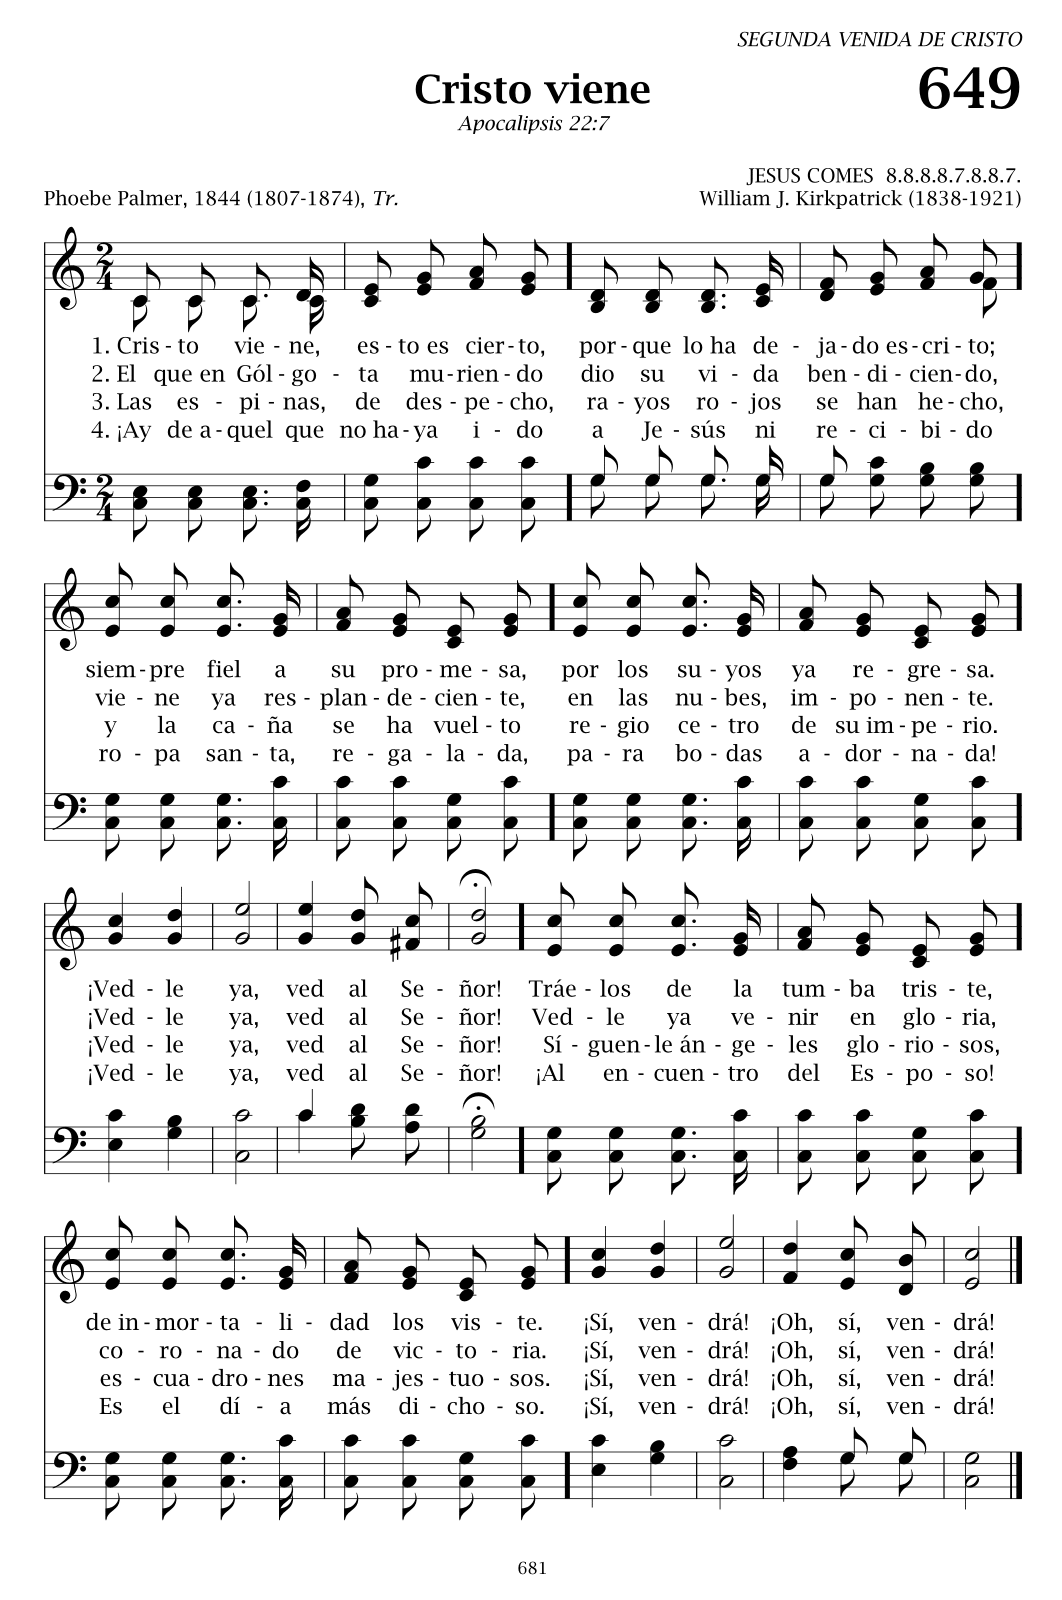 SEGUNDA VENIDA DE CRISTO
Cristo viene 649
Apocalipsis 22:7
JESUS COMES 8.8.8.8.7.8.8.7.
Phoebe Palmer, 1844 (1807-1874), Tr. William J. Kirkpatrick (1838-1921)
1. Cris - to vie - ne, es - to es cier - to, por - que lo ha de - ja - do es - cri - to;
2. El que en Gól - go - ta mu - rien - do dio su vi - da ben - di - cien - do,
3. Las es - pi - nas, de des - pe - cho, ra - yos ro - jos se han he - cho,
4. ¡Ay de a - quel que no ha - ya i - do a Je - sús ni re - ci - bi - do
siem - pre fiel a su pro - me - sa, por los su - yos ya re - gre - sa.
vie - ne ya res - plan - de - cien - te, en las nu - bes, im - po - nen - te.
y la ca - ña se ha vuel - to re - gio ce - tro de su im - pe - rio.
ro - pa san - ta, re - ga - la - da, pa - ra bo - das a - dor - na - da!
¡Ved - le ya, ved al Se - ñor! Tráe - los de la tum - ba tris - te,
¡Ved - le ya, ved al Se - ñor! Ved - le ya ve - nir en glo - ria,
¡Ved - le ya, ved al Se - ñor! Sí - guen - le án - ge - les glo - rio - sos,
¡Ved - le ya, ved al Se - ñor! ¡Al en - cuen - tro del Es - po - so!
de in - mor - ta - li - dad los vis - te. ¡Sí, ven - drá! ¡Oh, sí, ven - drá!
co - ro - na - do de vic - to - ria. ¡Sí, ven - drá! ¡Oh, sí, ven - drá!
es - cua - dro - nes ma - jes - tuo - sos. ¡Sí, ven - drá! ¡Oh, sí, ven - drá!
Es el dí - a más di - cho - so. ¡Sí, ven - drá! ¡Oh, sí, ven - drá!
681